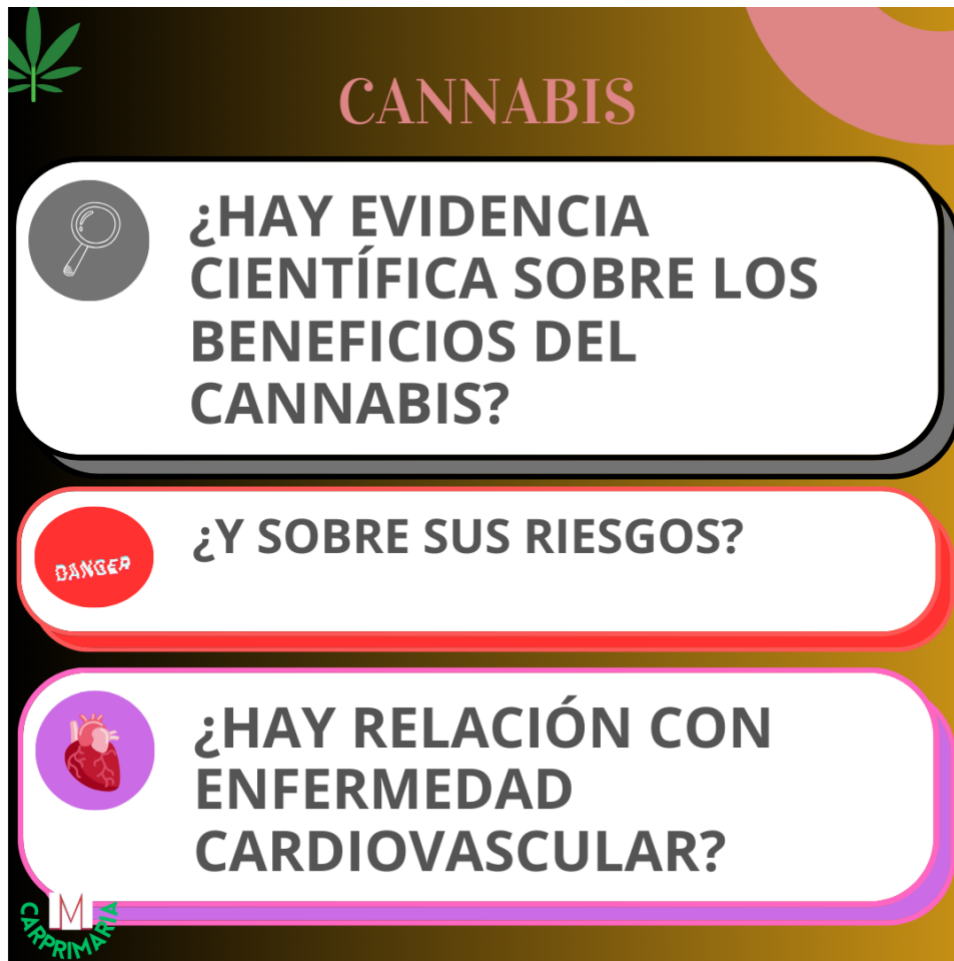 CANNABIS
¿HAY EVIDENCIA
CIENTÍFICA SOBRE LOS
BENEFICIOS DEL
CANNABIS?
DANGER
¿Y SOBRE SUS RIESGOS?
¿HAY RELACIÓN CON
ENFERMEDAD
CARDIOVASCULAR?
M
CARPRIMARIA